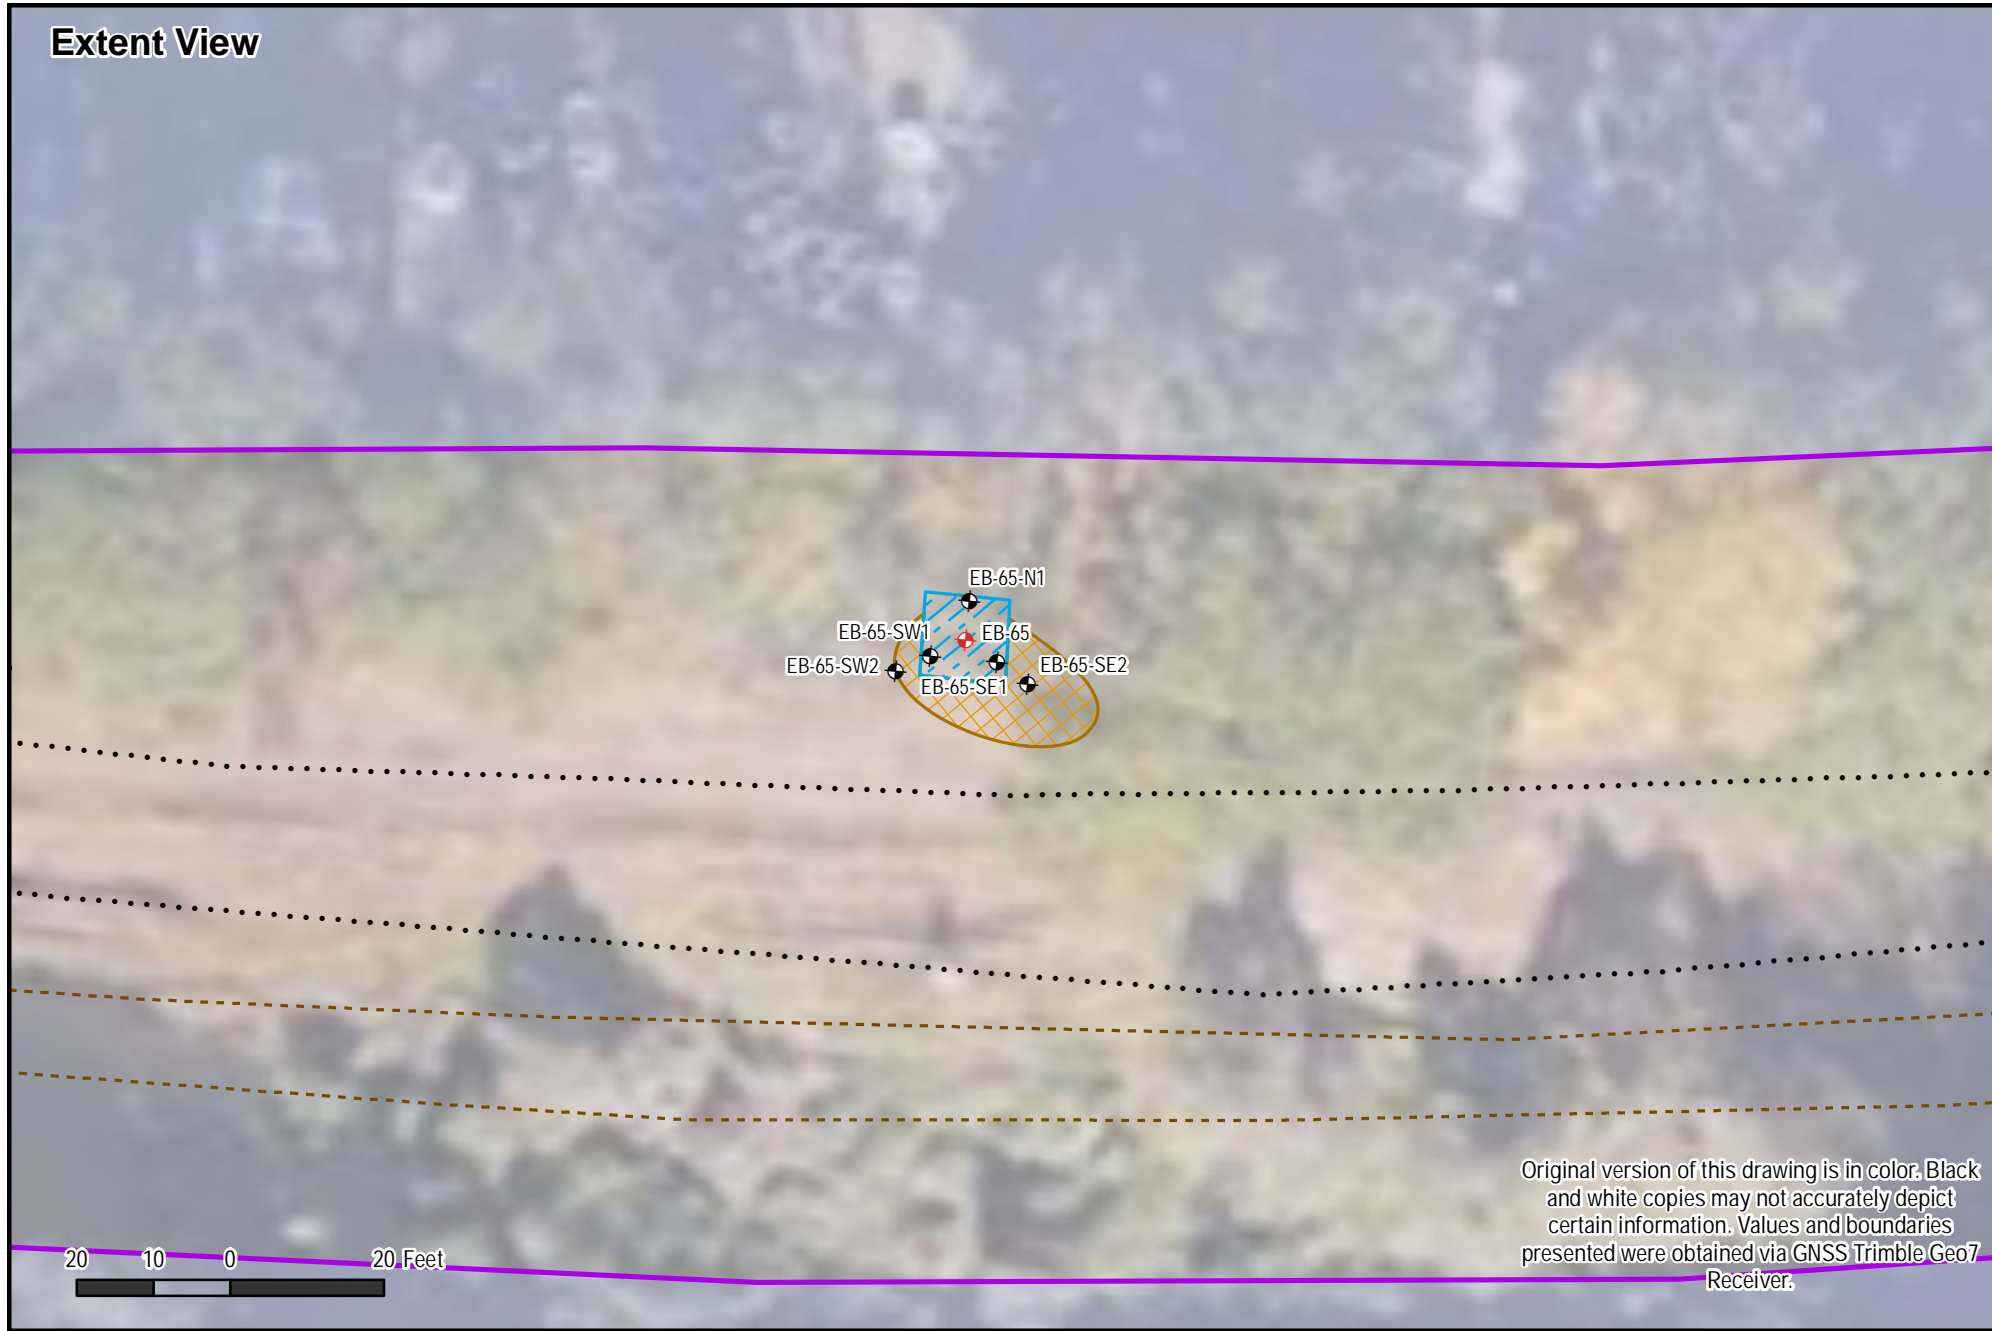 Extent View
EB-65-N1
EB-65-SW1
EB-65
EB-65-SW2
EB-65-SE2
EB-65-SE1
Original version of this drawing is in color. Black
and white copies may not accurately depict
certain information. Values and boundaries
presented were obtained via GNSS Trimble Geo7
Receiver.
20 10 0 20 Feet